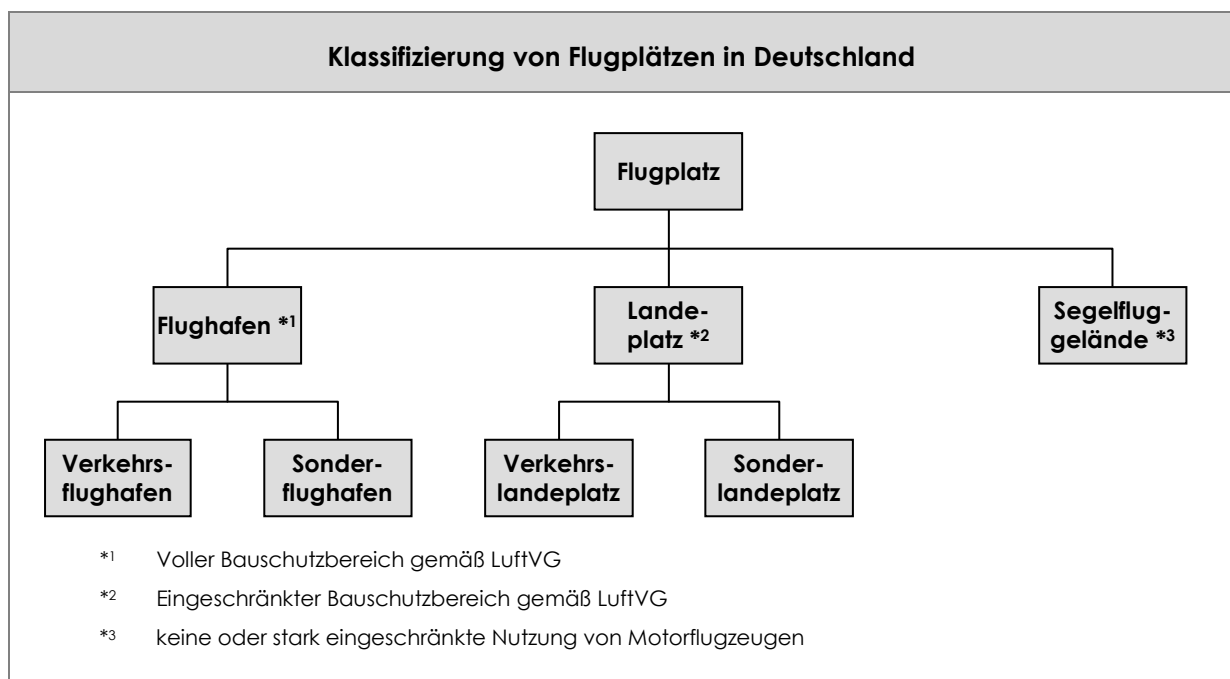 Klassifizierung von Flugplätzen in Deutschland
Flugplatz
Flughafen *1
Lande-
platz *2
Segelflug-
gelände *3
Verkehrs-
flughafen
Sonder-
flughafen
Verkehrs-
landeplatz
Sonder-
landeplatz
*1 Voller Bauschutzbereich gemäß LuftVG
*2 Eingeschränkter Bauschutzbereich gemäß LuftVG
*3 keine oder stark eingeschränkte Nutzung von Motorflugzeugen